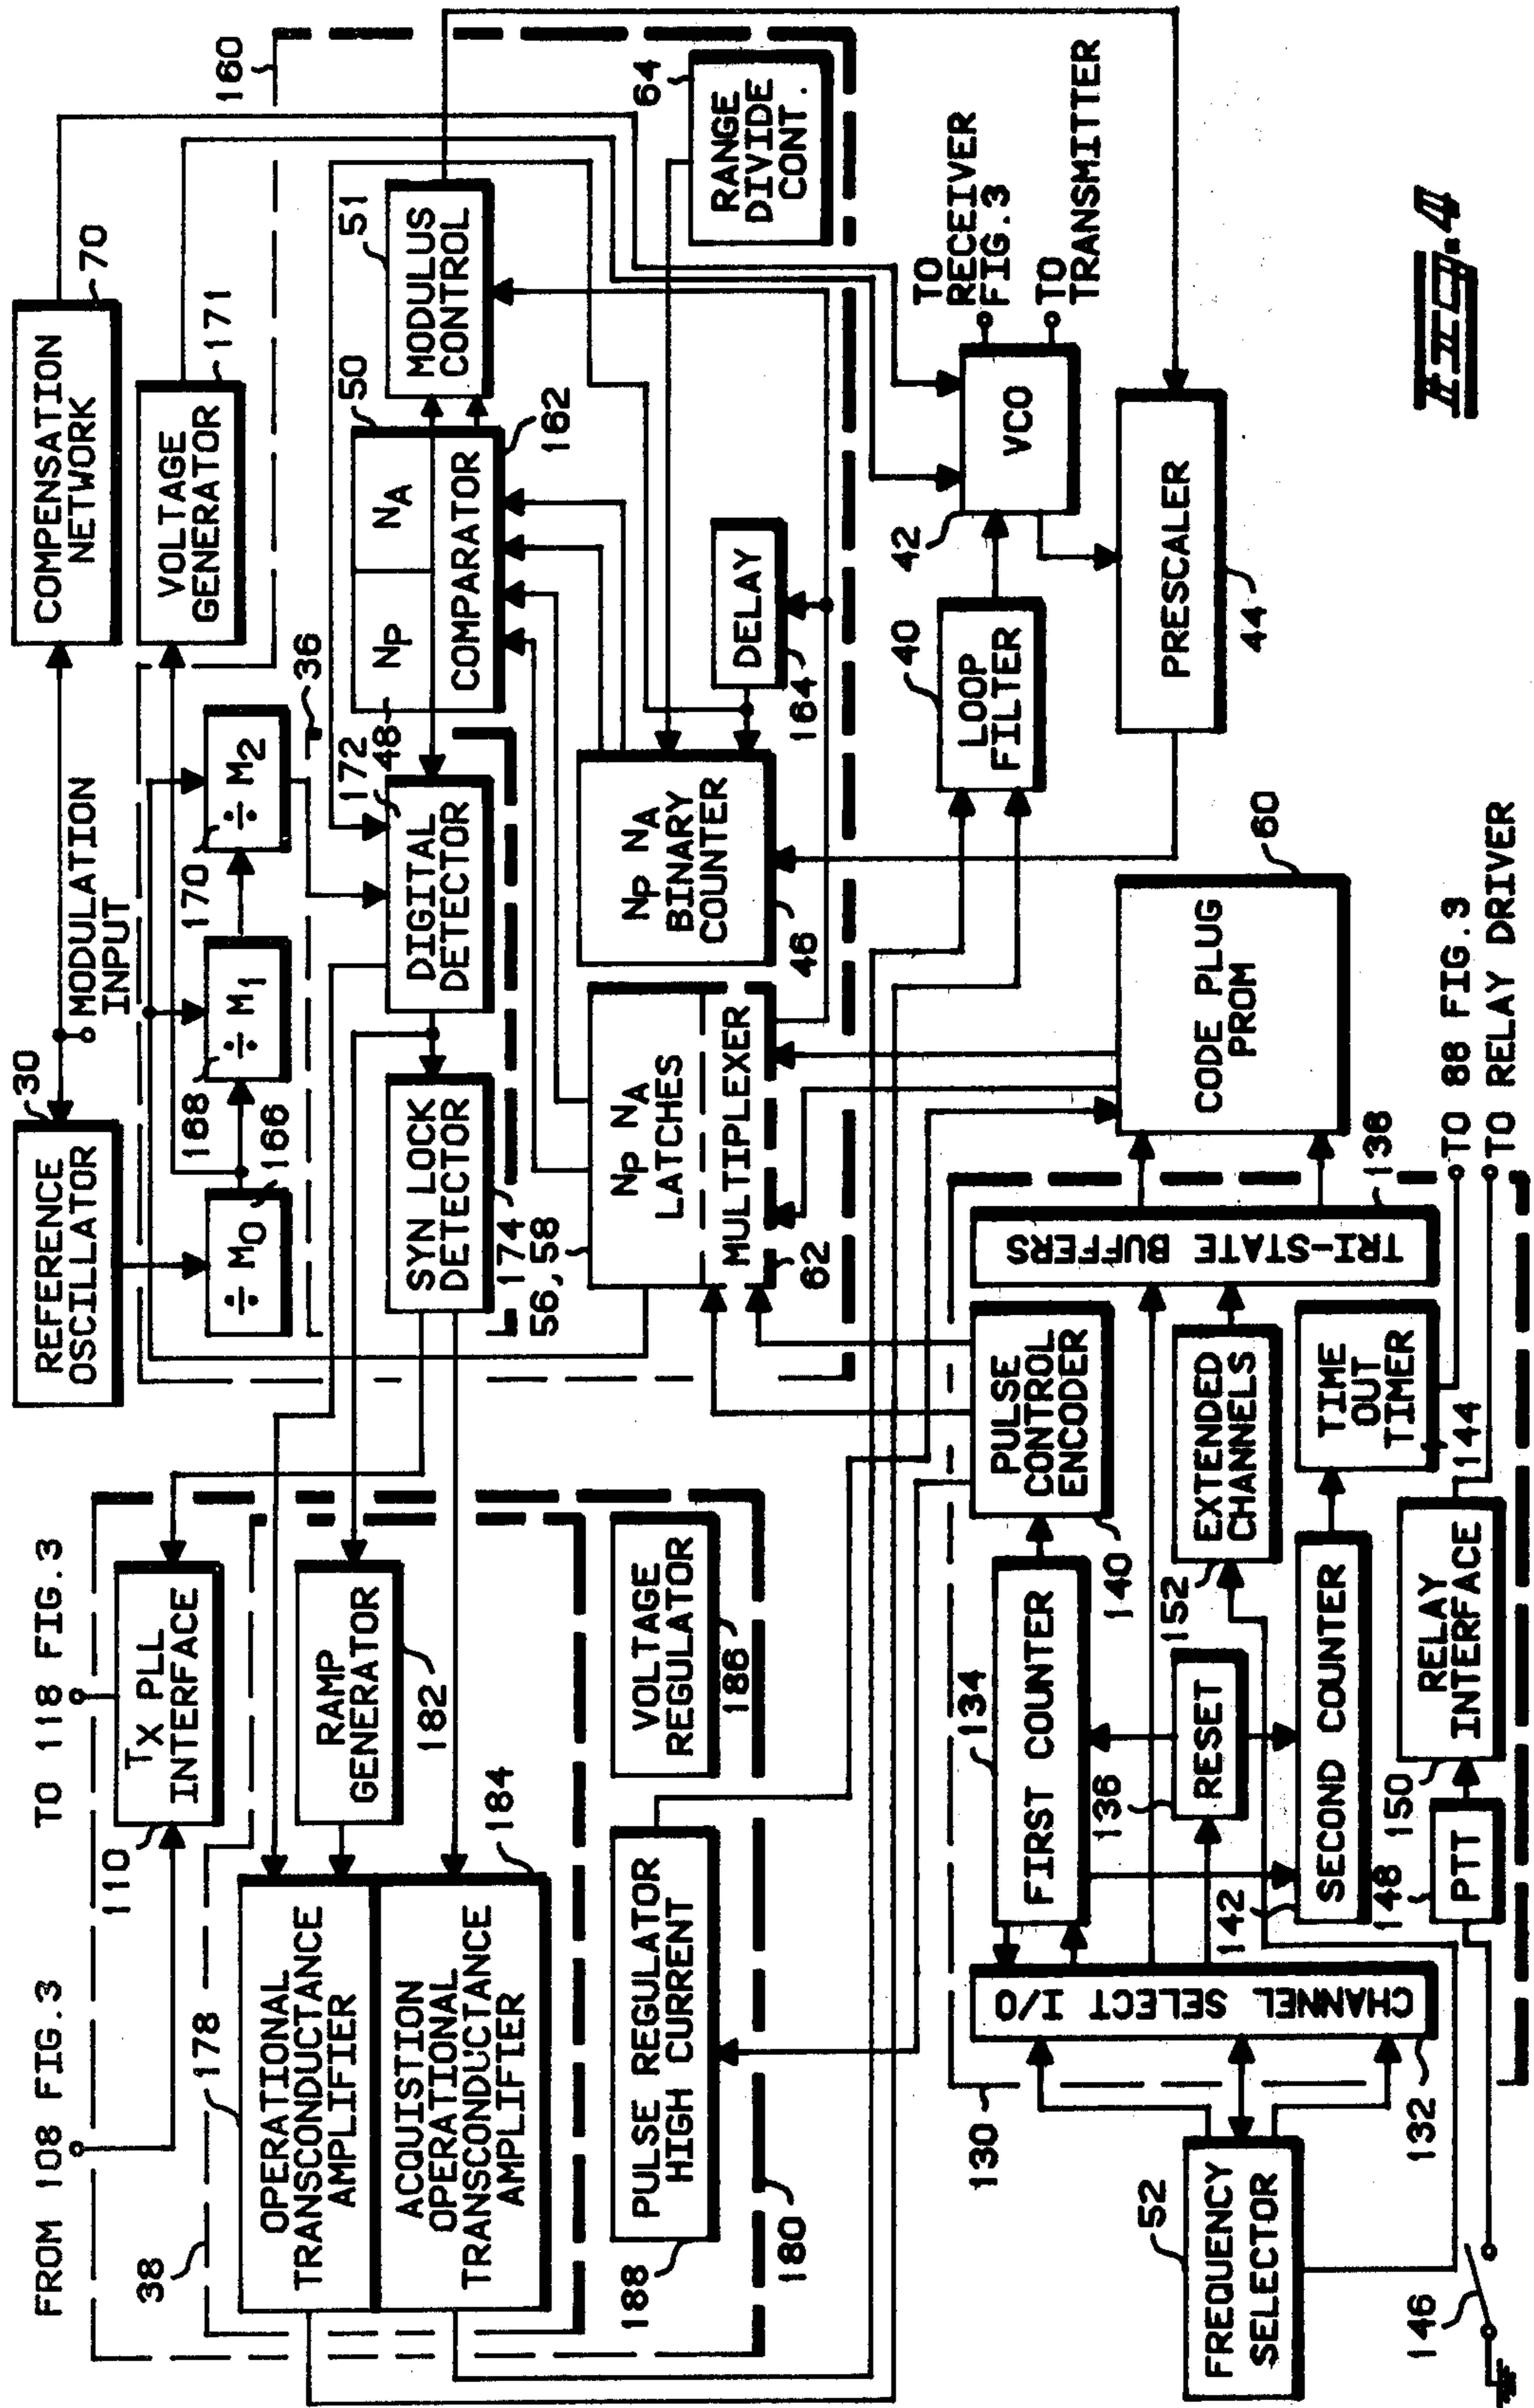 FROM 108 FIG.3
TO 118 FIG.3
110
TX PLL
INTERFACE
38
178
OPERATIONAL
TRANSCONDUCTANCE
AMPLIFIER
ACQUISTION
OPERATIONAL
TRANSCONDUCTANCE
AMPLIFIER
184
RAMP
GENERATOR
182
188
PULSE REGULATOR
HIGH CURRENT
VOLTAGE
REGULATOR
186
180
30
REFERENCE
OSCILLATOR
MODULATION
INPUT
COMPENSATION
NETWORK
70
VOLTAGE
GENERATOR
171
160
÷ M0
166
168
÷ M1
170
÷ M2
36
SYN LOCK
DETECTOR
174
172
DIGITAL
DETECTOR
48
NP
NA
50
COMPARATOR
162
51
MODULUS
CONTROL
56,58
NP NA
LATCHES
MULTIPLEXER
62
NP NA
BINARY
COUNTER
46
DELAY
164
RANGE
DIVIDE
CONT.
64
40
LOOP
FILTER
42
VCO
TO
RECEIVER
FIG.3
TO
TRANSMITTER
PRESCALER
44
CODE PLUG
PROM
60
52
FREQUENCY
SELECTOR
130
132
CHANNEL SELECT I/O
134
FIRST COUNTER
PULSE
CONTROL
ENCODER
140
136
RESET
152
EXTENDED
CHANNELS
TRI-STATE BUFFERS
138
142
SECOND COUNTER
TIME
OUT
TIMER
144
146
148
PTT
150
RELAY
INTERFACE
TO 88 FIG.3
TO RELAY DRIVER
FIG.4